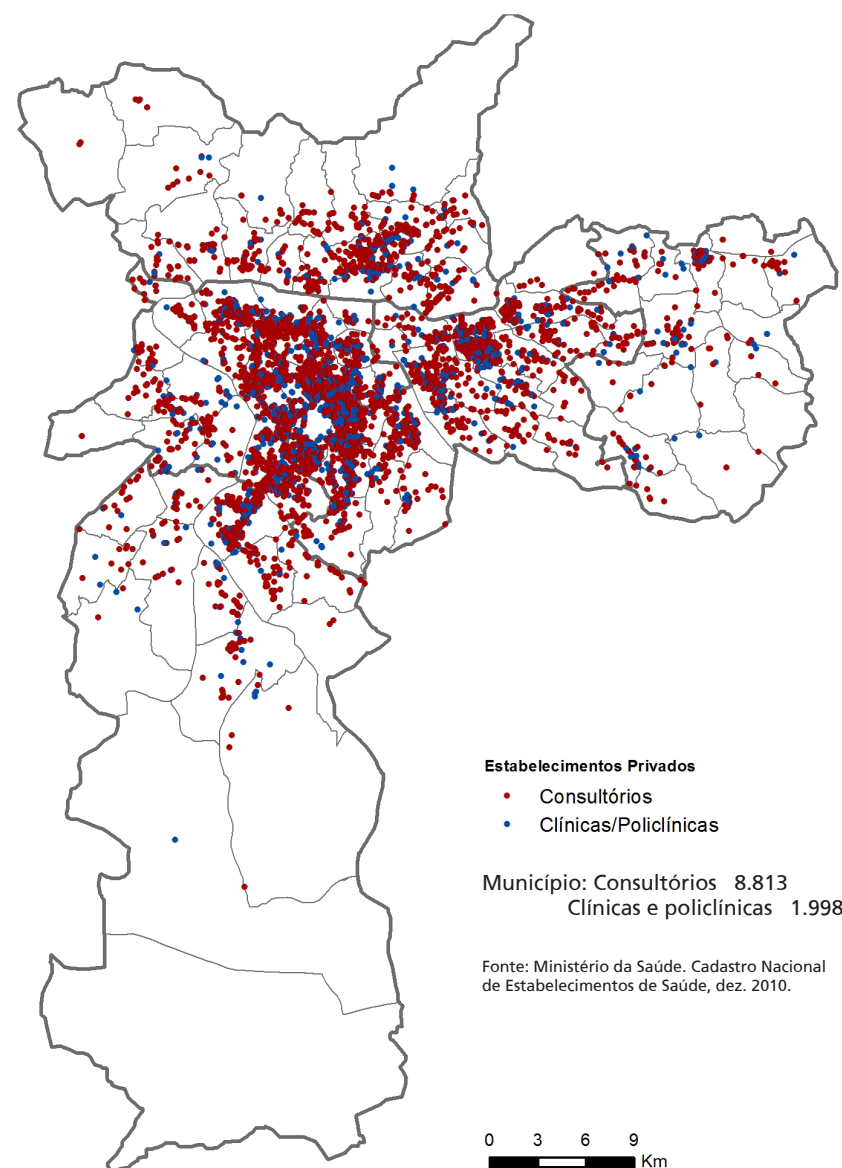 Estabelecimentos Privados
Consultórios
Clínicas/Policlínicas
Município: Consultórios 8.813
Clínicas e policlínicas 1.998
Fonte: Ministério da Saúde. Cadastro Nacional
de Estabelecimentos de Saúde, dez. 2010.
0 3 6 9
Km